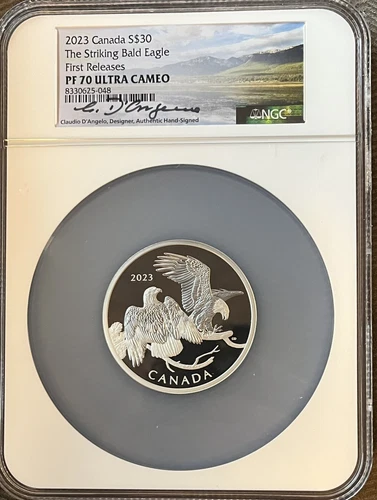 2023 Canada S$30
The Striking Bald Eagle
First Releases
PF 70 ULTRA CAMEO
8330625-048
C. D'Angelo
NGC
Claudio D'Angelo, Designer, Authentic Hand-Signed
2023
CANADA